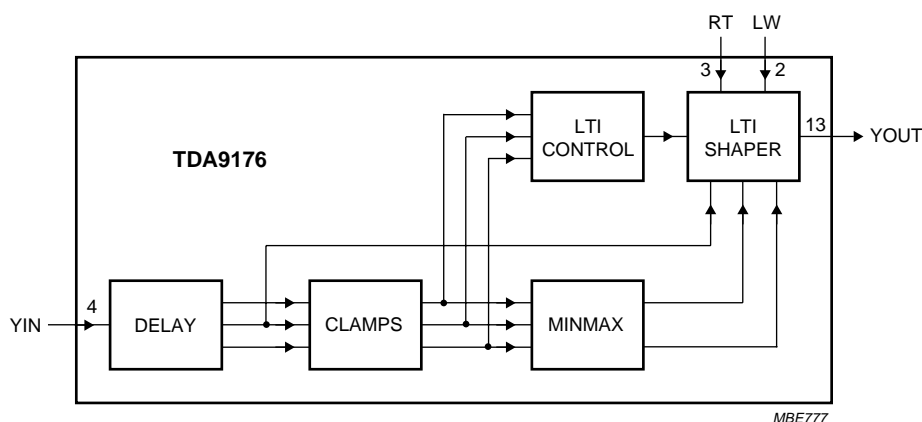 RT LW
3 2
LTI
CONTROL
LTI
SHAPER
13
YOUT
TDA9176
YIN
4
DELAY
CLAMPS
MINMAX
MBE777